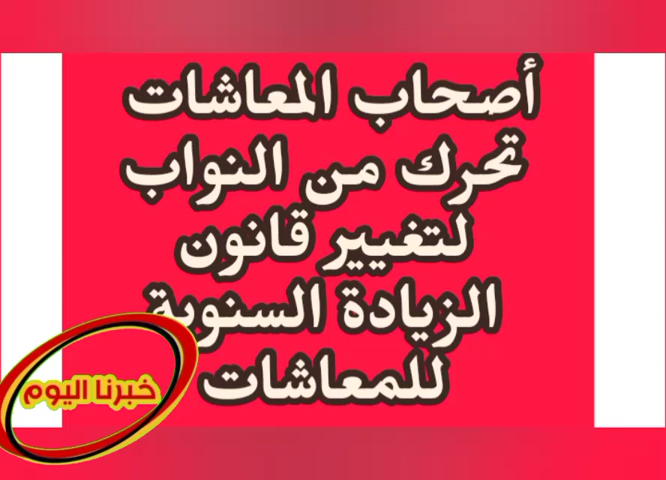 أصحاب المعاشات
تحرك من النواب
لتغيير قانون
الزيادة السنوية
للمعاشات
خبرنا اليوم